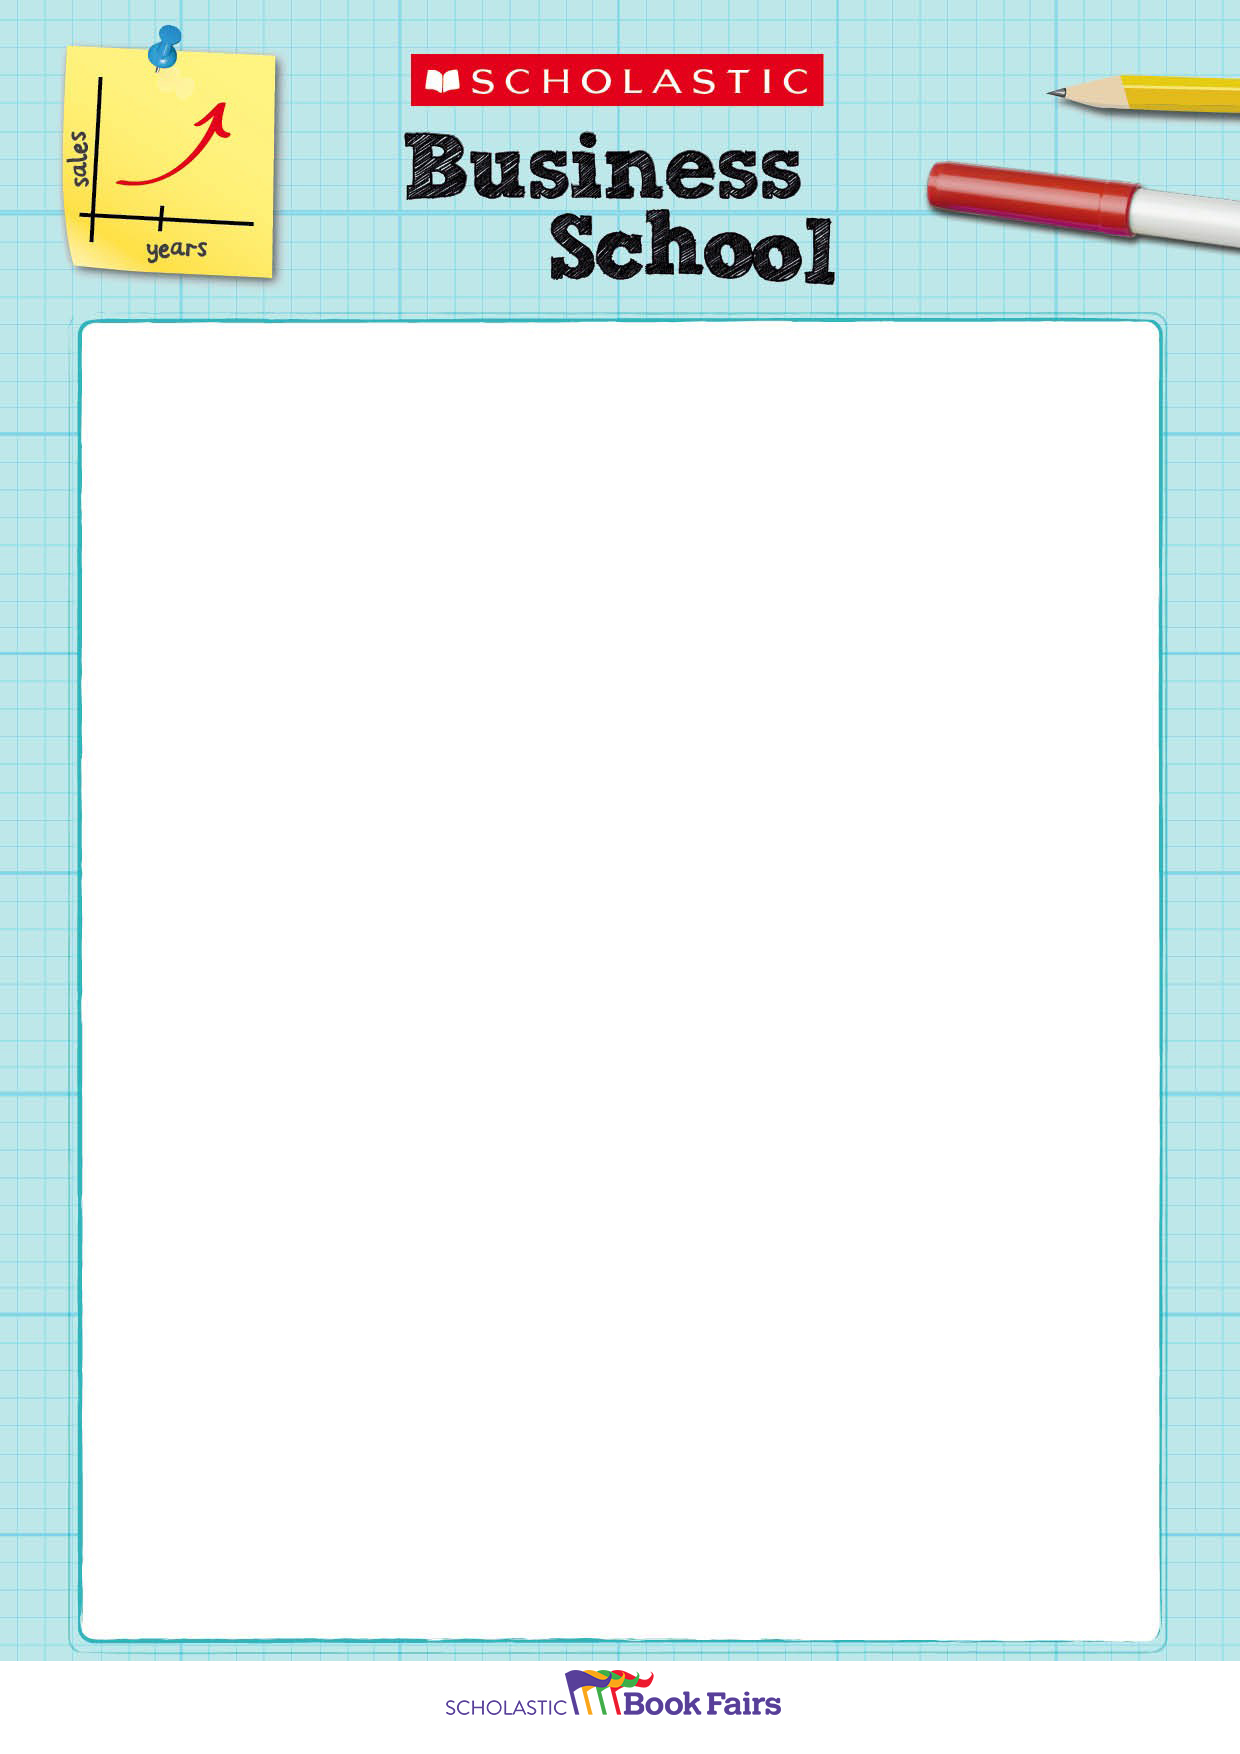 SCHOLASTIC
Business
School
sales
years
SCHOLASTIC Book Fairs